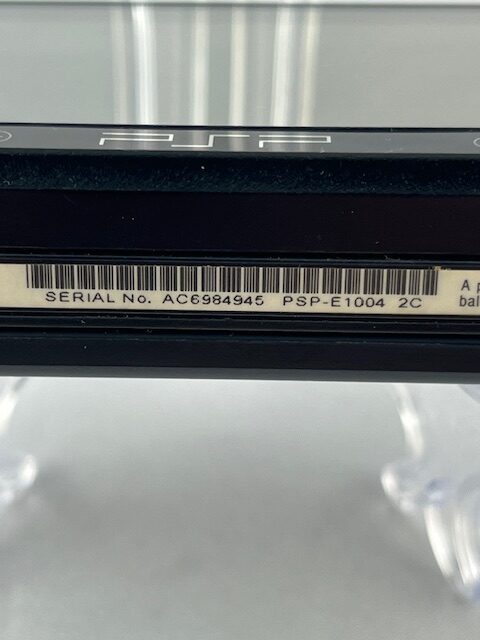 PSP
SERIAL No. AC6984945 PSP-E1004 2C
A
bal